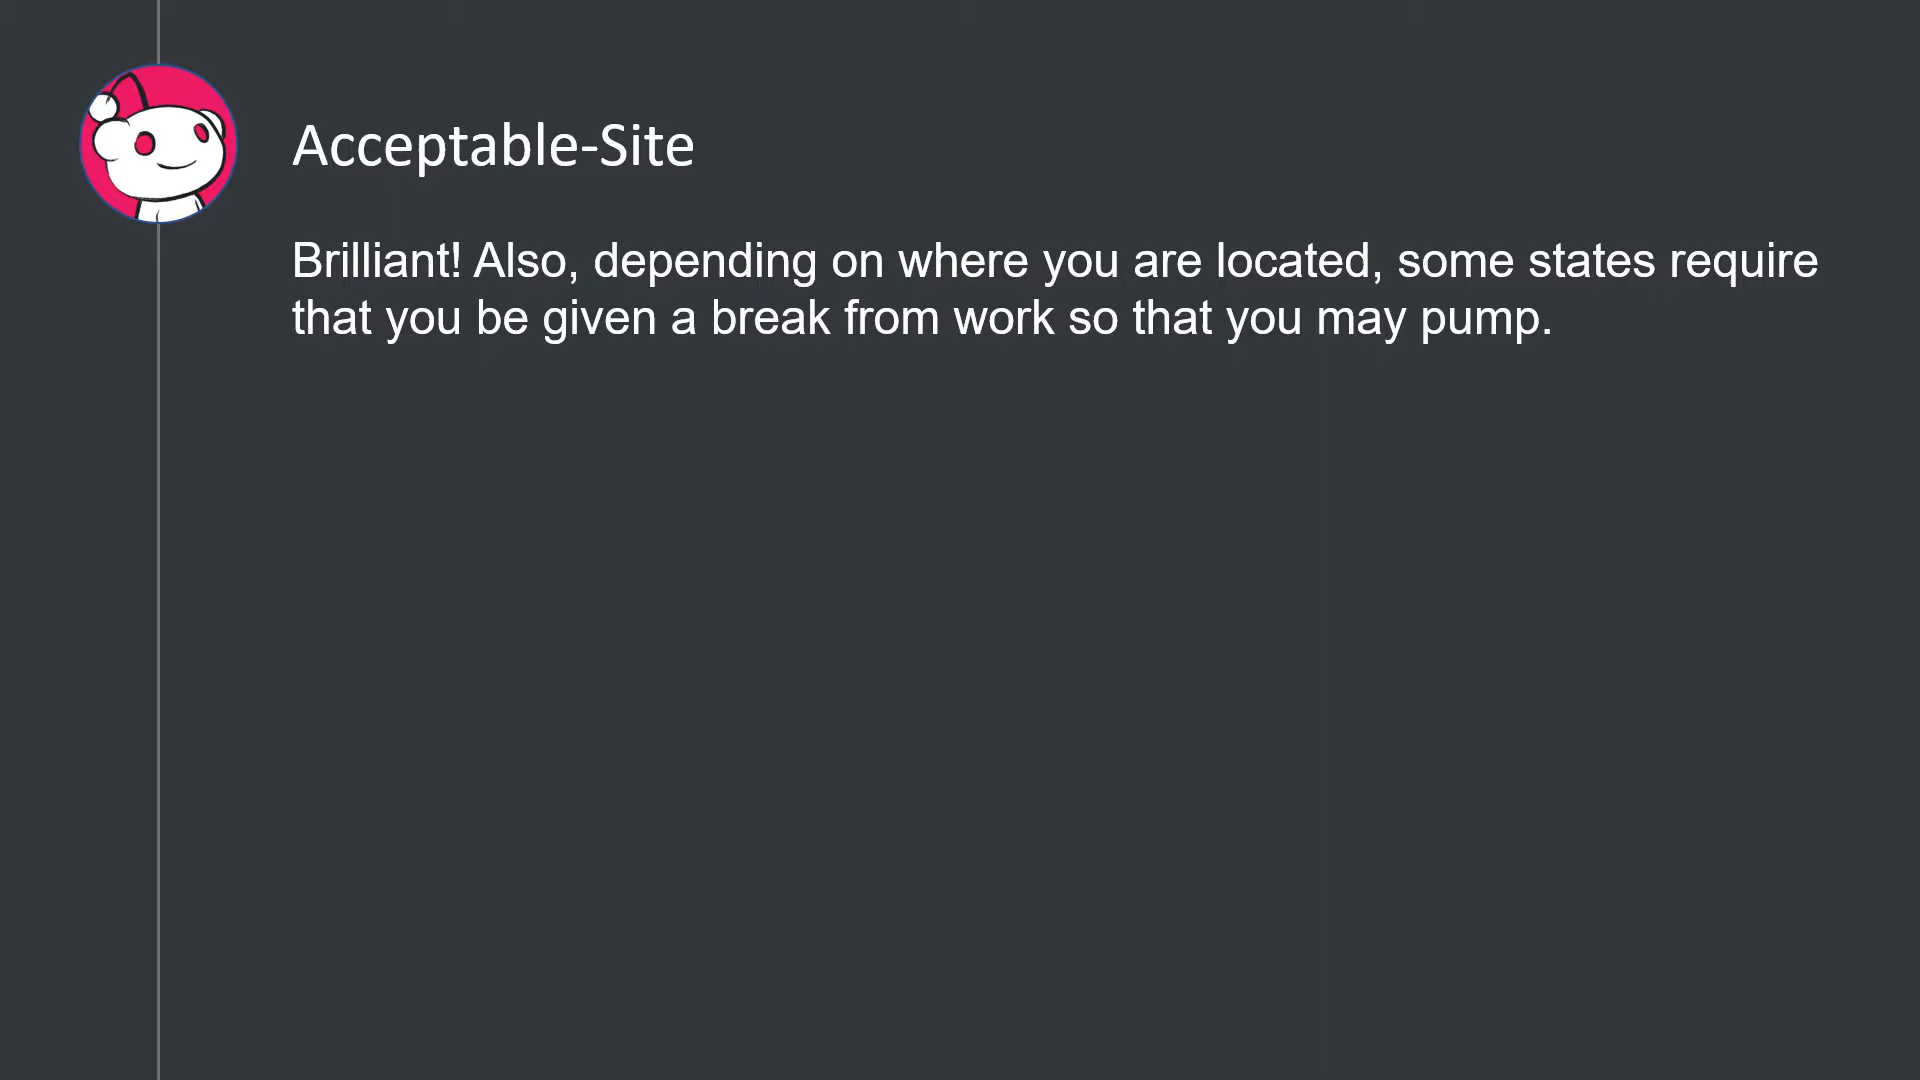 Acceptable-Site
Brilliant! Also, depending on where you are located, some states require
that you be given a break from work so that you may pump.